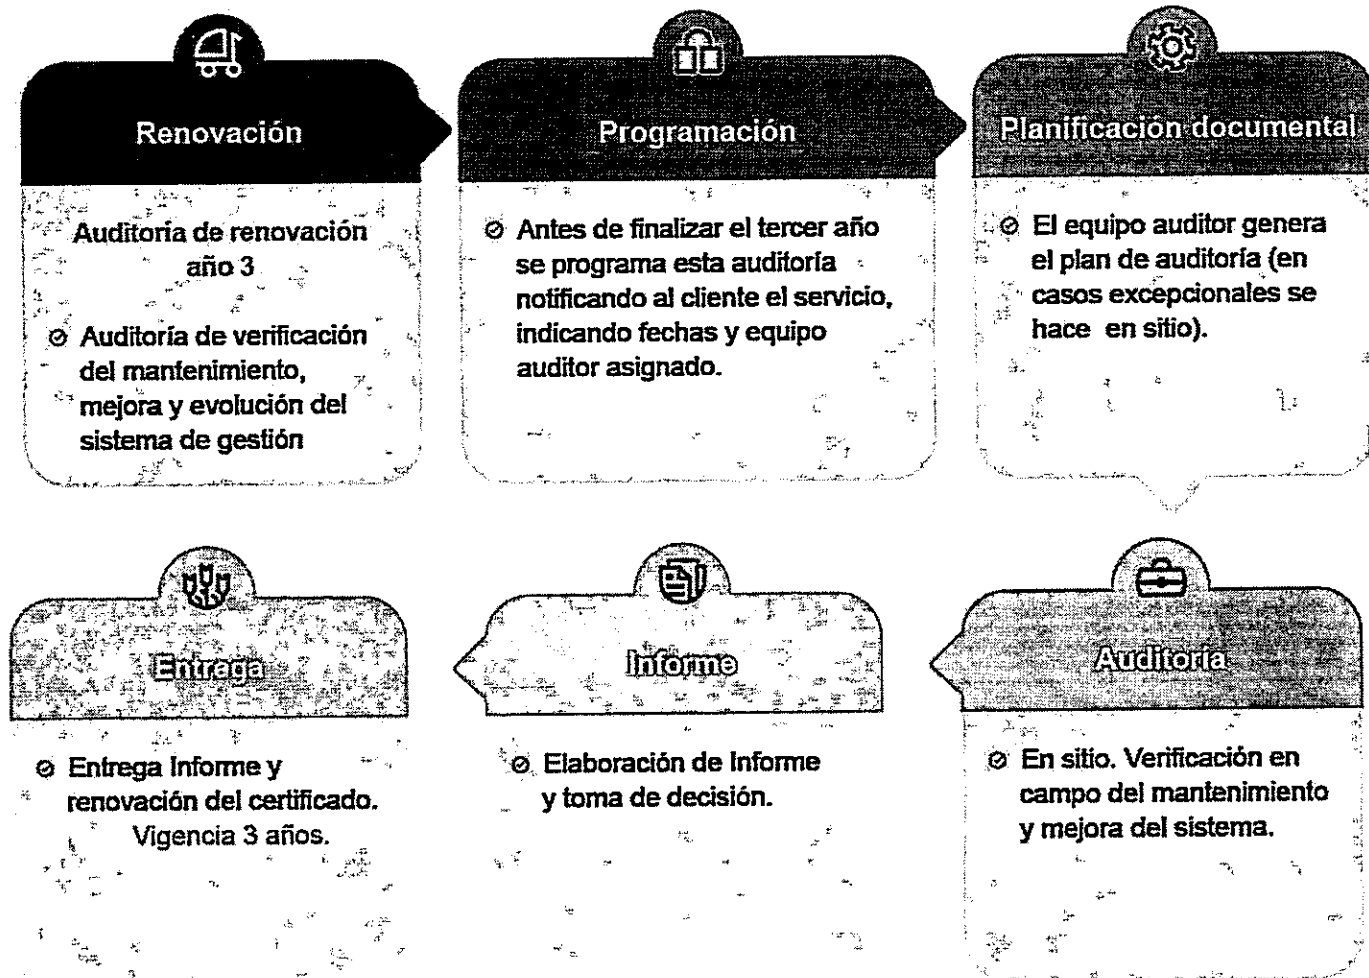 Renovación
Auditoría de renovación
año 3
Auditoría de verificación
del mantenimiento,
mejora y evolución del
sistema de gestión
Programación
Antes de finalizar el tercer año
se programa esta auditoría
notificando al cliente el servicio,
indicando fechas y equipo
auditor asignado.
Planificación documental
El equipo auditor genera
el plan de auditoría (en
casos excepcionales se
hace en sitio).
Auditoría
En sitio. Verificación en
campo del mantenimiento
y mejora del sistema.
Informe
Elaboración de Informe
y toma de decisión.
Entrega
Entrega Informe y
renovación del certificado.
Vigencia 3 años.